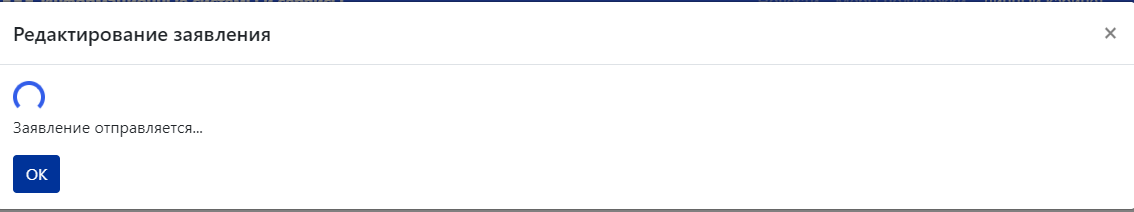 Редактирование заявления
×
Заявление отправляется...
OK